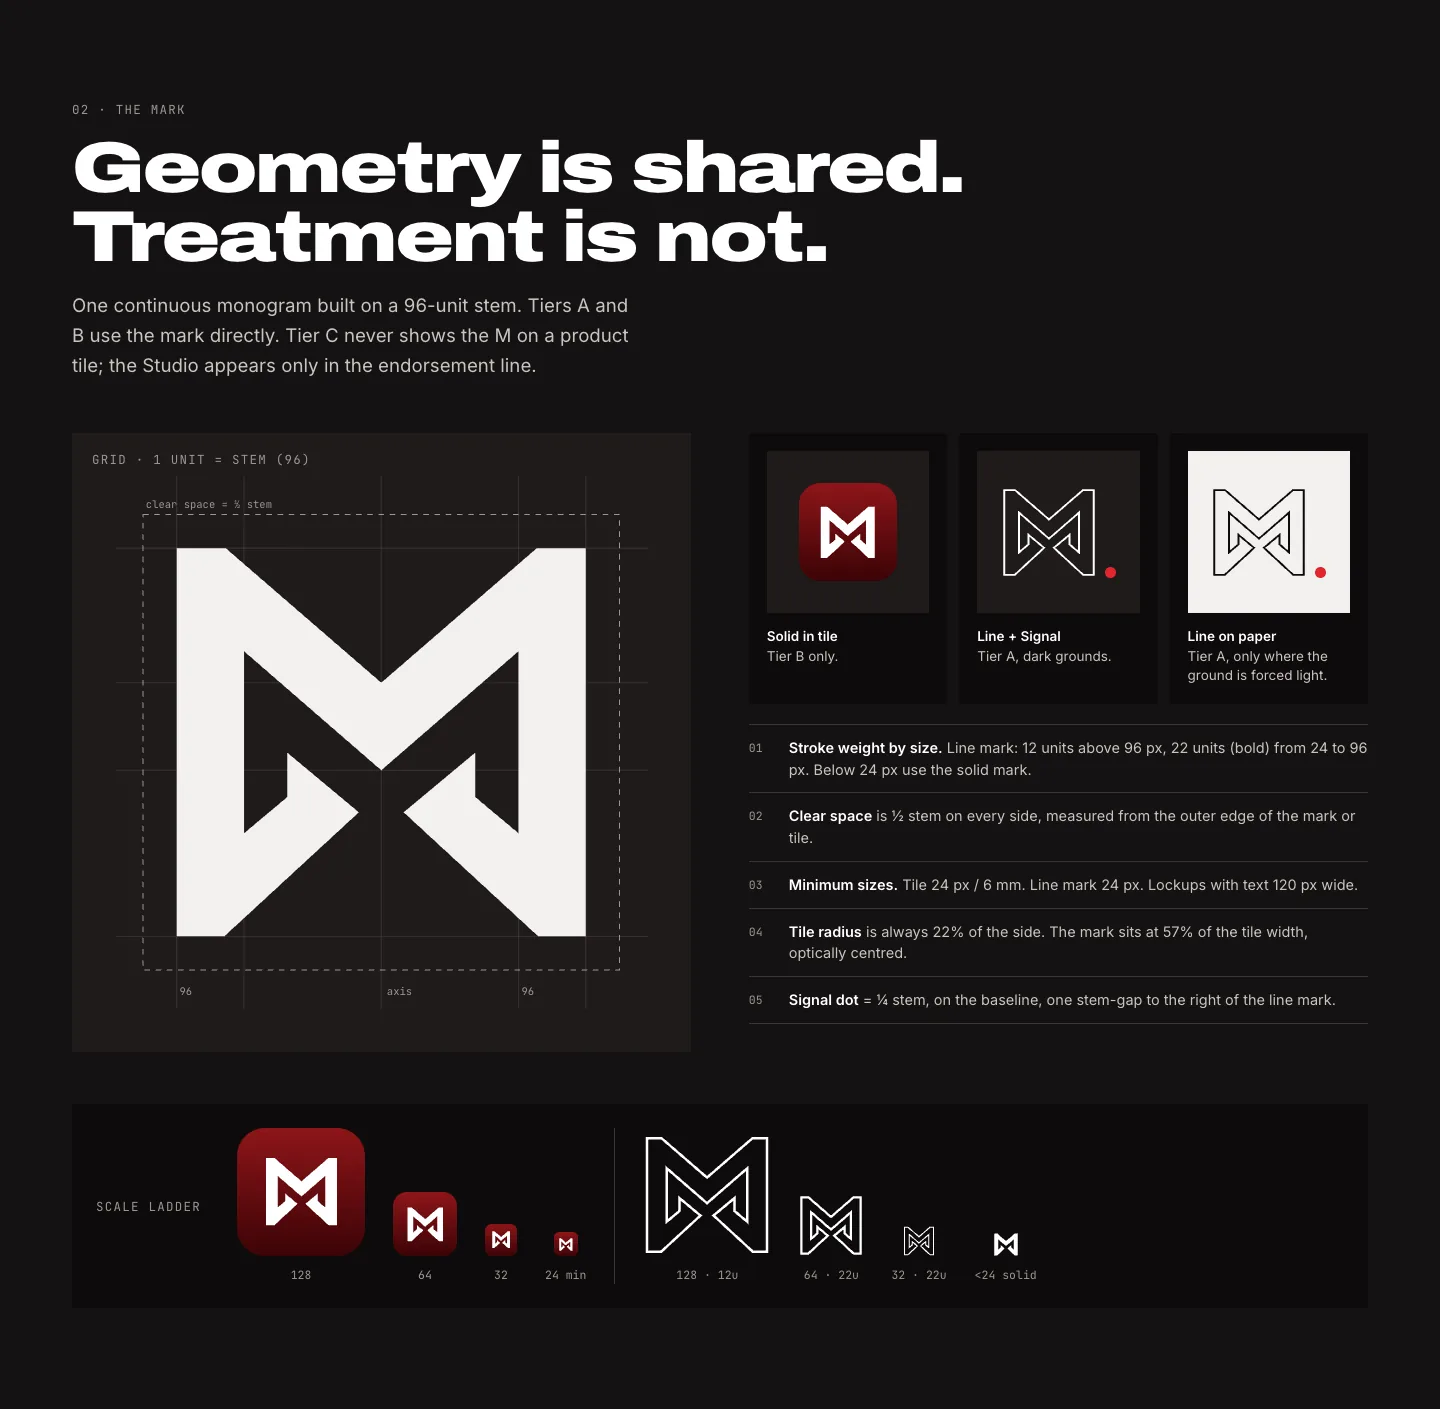 02 · THE MARK
Geometry is shared.
Treatment is not.
One continuous monogram built on a 96-unit stem. Tiers A and
B use the mark directly. Tier C never shows the M on a product
tile; the Studio appears only in the endorsement line.
GRID · 1 UNIT = STEM (96)
clear space = ½ stem
96
axis
96
Solid in tile
Tier B only.
Line + Signal
Tier A, dark grounds.
Line on paper
Tier A, only where the
ground is forced light.
01 Stroke weight by size. Line mark: 12 units above 96 px, 22 units (bold) from 24 to 96
px. Below 24 px use the solid mark.
02 Clear space is ½ stem on every side, measured from the outer edge of the mark or
tile.
03 Minimum sizes. Tile 24 px / 6 mm. Line mark 24 px. Lockups with text 120 px wide.
04 Tile radius is always 22% of the side. The mark sits at 57% of the tile width,
optically centred.
05 Signal dot = ¼ stem, on the baseline, one stem-gap to the right of the line mark.
SCALE LADDER
128
64
32
24 min
128 · 12u
64 · 22u
32 · 22u
<24 solid